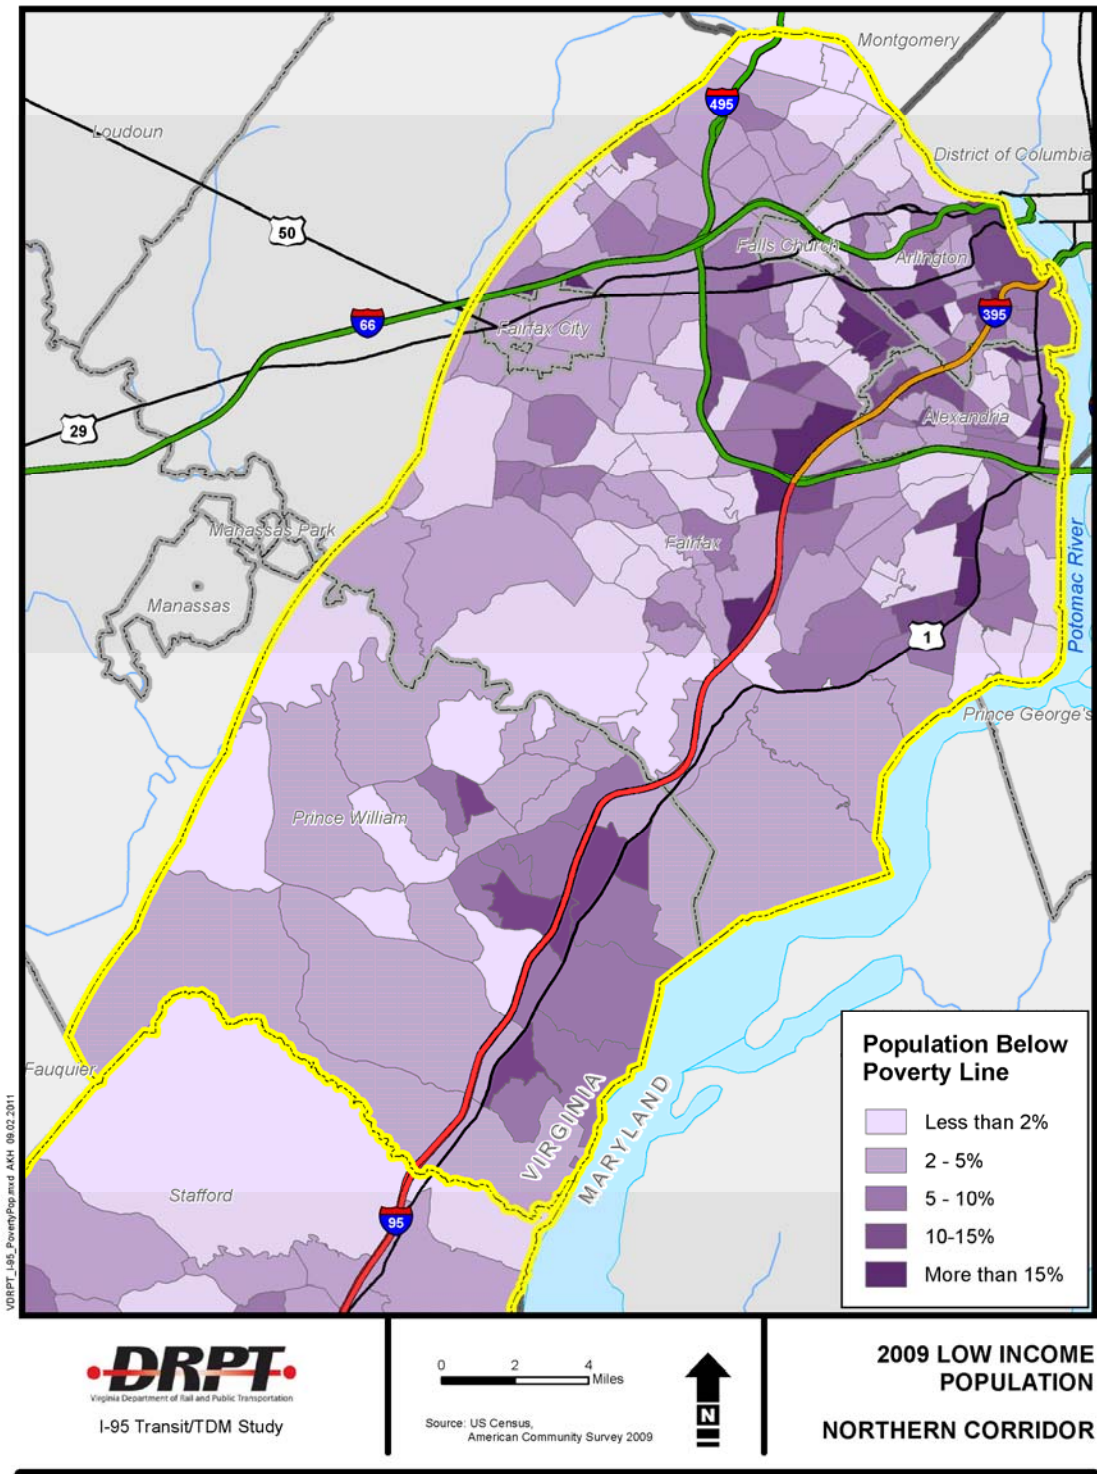 Montgomery
495
Loudoun
District of Columbia
50
Falls Church
Arlington
66
Fairfax City
395
29
Alexandria
Manassas Park
Fairfax
Manassas
Potomac River
1
Prince George's
Prince William
Fauquier
VIRGINIA
MARYLAND
Stafford
95
Population Below
Poverty Line
Less than 2%
2 - 5%
5 - 10%
10-15%
More than 15%
VDRPT_I-95_PovertyPop.mxd AKH 09.02.2011
DRPT
Virginia Department of Rail and Public Transportation
I-95 Transit/TDM Study
0 2 4
Miles
Source: US Census,
American Community Survey 2009
N
2009 LOW INCOME
POPULATION
NORTHERN CORRIDOR